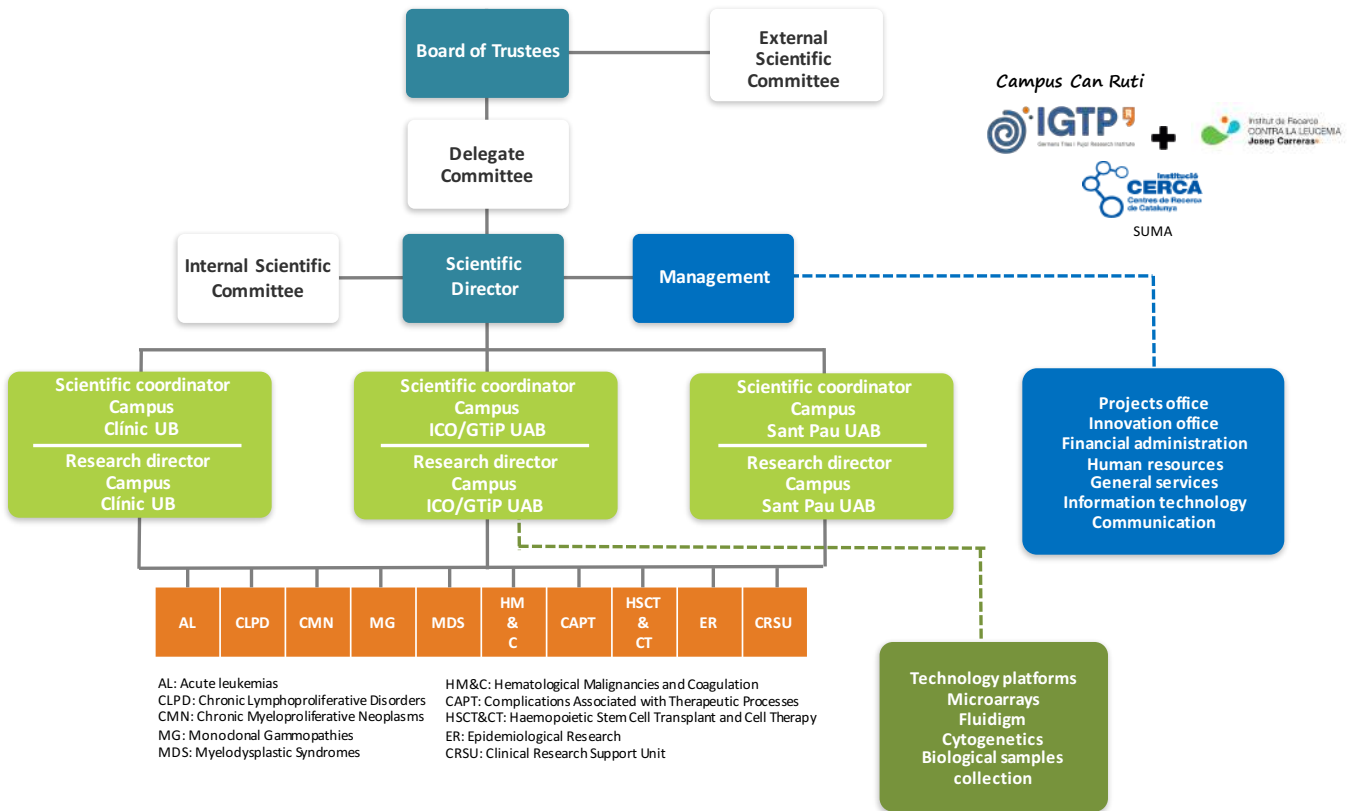 Board of Trustees
External
Scientific
Committee
Campus Can Ruti
IGTP
Germans Trias i Pujol Research Institute
Institut de Recerca
CONTRA LA LEUCÈMIA
Josep Carreras
Institució
CERCA
Centres de Recerca
de Catalunya
SUMA
Delegate
Committee
Internal Scientific
Committee
Scientific
Director
Management
Scientific coordinator
Campus
Clínic UB
Research director
Campus
Clínic UB
Scientific coordinator
Campus
ICO/GTiP UAB
Research director
Campus
ICO/GTiP UAB
Scientific coordinator
Campus
Sant Pau UAB
Research director
Campus
Sant Pau UAB
Projects office
Innovation office
Financial administration
Human resources
General services
Information technology
Communication
AL
CLPD
CMN
MG
MDS
HM
&
C
CAPT
HSCT
&
CT
ER
CRSU
AL: Acute leukemias
CLPD: Chronic Lymphoproliferative Disorders
CMN: Chronic Myeloproliferative Neoplasms
MG: Monoclonal Gammopathies
MDS: Myelodysplastic Syndromes
HM&C: Hematological Malignancies and Coagulation
CAPT: Complications Associated with Therapeutic Processes
HSCT&CT: Haemopoietic Stem Cell Transplant and Cell Therapy
ER: Epidemiological Research
CRSU: Clinical Research Support Unit
Technology platforms
Microarrays
Fluidigm
Cytogenetics
Biological samples
collection